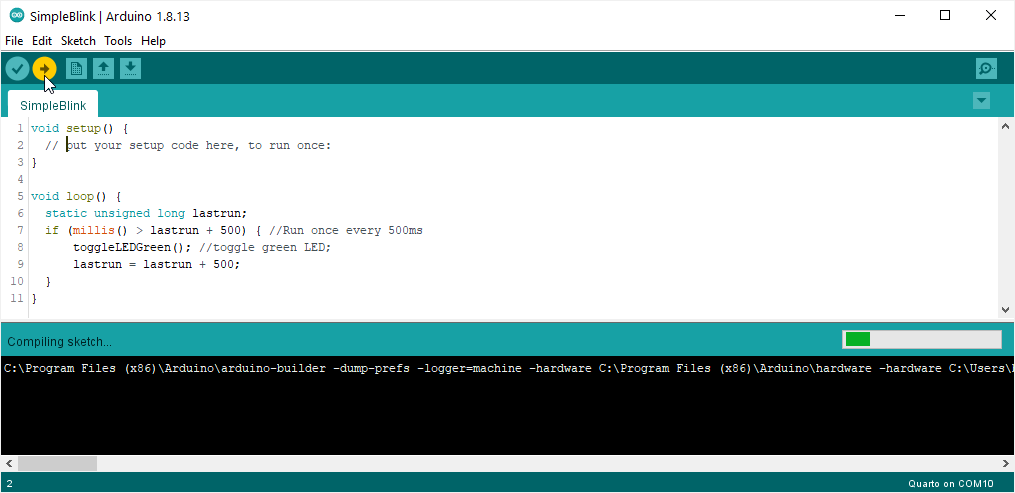 SimpleBlink | Arduino 1.8.13
File Edit Sketch Tools Help
SimpleBlink
1 void setup() {
2   // put your setup code here, to run once:
3 }
4
5 void loop() {
6   static unsigned long lastrun;
7   if (millis() > lastrun + 500) { //Run once every 500ms
8       toggleLEDGreen(); //toggle green LED;
9       lastrun = lastrun + 500;
10   }
11 }
Compiling sketch...
C:\Program Files (x86)\Arduino\arduino-builder -dump-prefs -logger=machine -hardware C:\Program Files (x86)\Arduino\hardware -hardware C:\Users\
2 Quarto on COM10